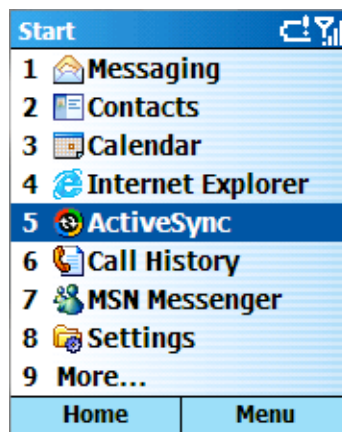 Start
1 Messaging
2 Contacts
3 Calendar
4 Internet Explorer
5 ActiveSync
6 Call History
7 MSN Messenger
8 Settings
9 More...
Home Menu